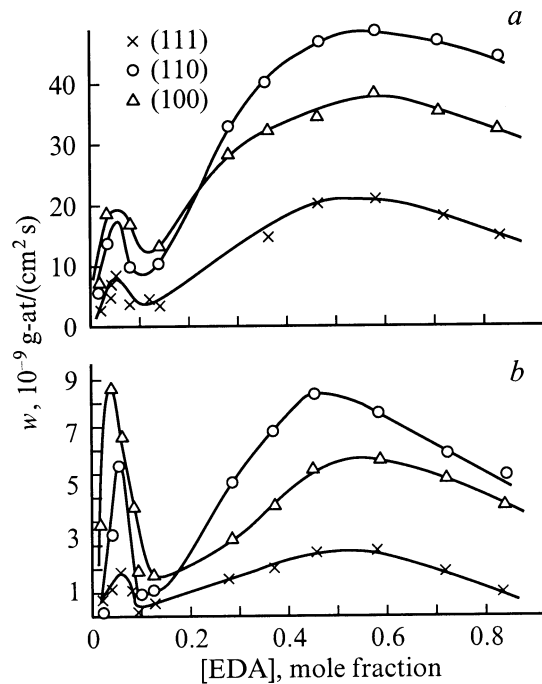 a
× (111)
○ (110)
△ (100)
40
30
20
10
0
w, 10⁻⁹ g-at/(cm² s)
b
9
7
5
3
1
0 0.2 0.4 0.6 0.8
[EDA], mole fraction